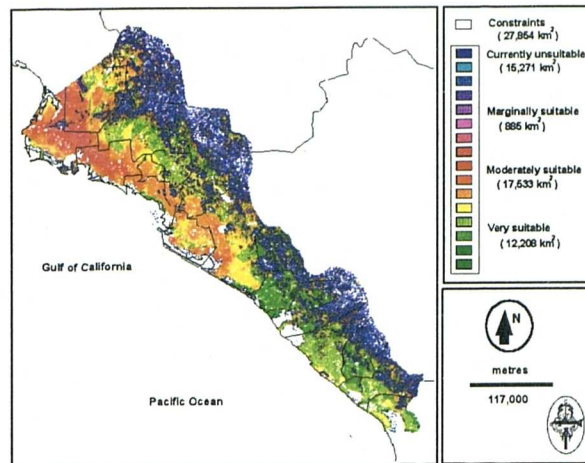 Constraints
( 27,854 km²)
Currently unsuitable
( 15,271 km²)
Marginally suitable
( 885 km²)
Moderately suitable
( 17,533 km²)
Very suitable
( 12,208 km²)
Gulf of California
Pacific Ocean
N
metres
117,000